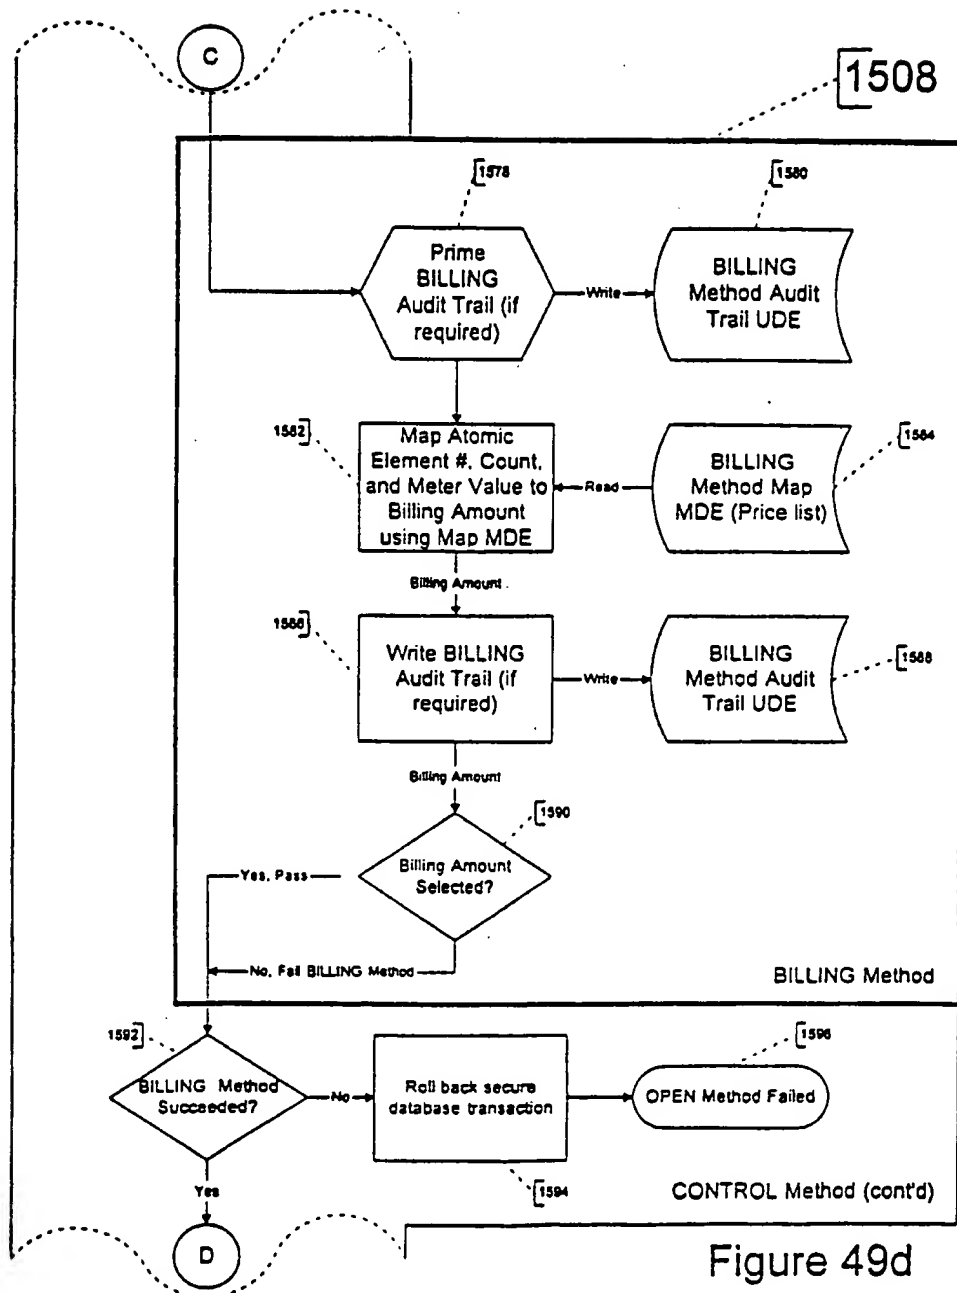 C
1508
1578
1580
Prime
BILLING
Audit Trail (if
required)
Write
BILLING
Method Audit
Trail UDE
1582
1584
Map Atomic
Element #, Count,
and Meter Value to
Billing Amount
using Map MDE
Read
BILLING
Method Map
MDE (Price list)
Billing Amount
1586
1588
Write BILLING
Audit Trail (if
required)
Write
BILLING
Method Audit
Trail UDE
Billing Amount
1590
Billing Amount
Selected?
Yes, Pass
No, Fail BILLING Method
BILLING Method
1592
1596
BILLING Method
Succeeded?
No
Roll back secure
database transaction
OPEN Method Failed
1594
Yes
CONTROL Method (cont'd)
D
Figure 49d